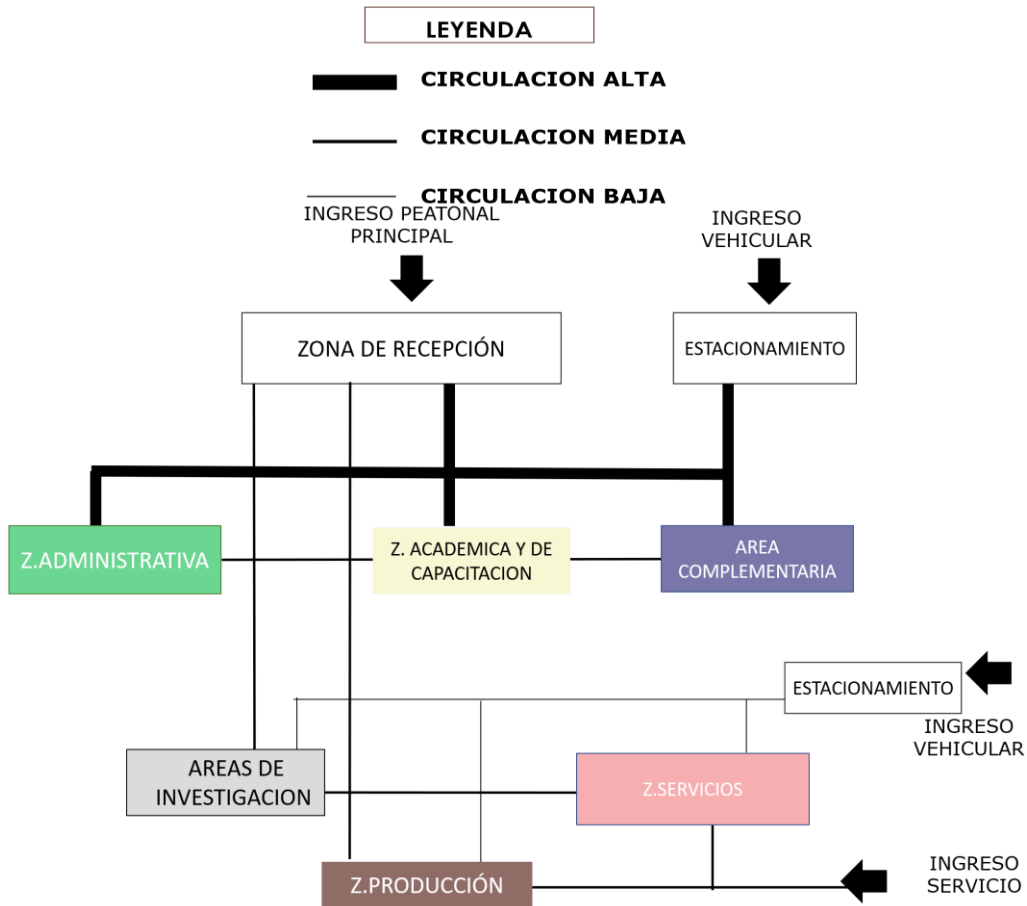 LEYENDA
CIRCULACION ALTA
CIRCULACION MEDIA
CIRCULACION BAJA
INGRESO PEATONAL
PRINCIPAL
INGRESO
VEHICULAR
ZONA DE RECEPCIÓN
ESTACIONAMIENTO
Z.ADMINISTRATIVA
Z. ACADEMICA Y DE
CAPACITACION
AREA
COMPLEMENTARIA
ESTACIONAMIENTO
INGRESO
VEHICULAR
AREAS DE
INVESTIGACION
Z.SERVICIOS
Z.PRODUCCIÓN
INGRESO
SERVICIO